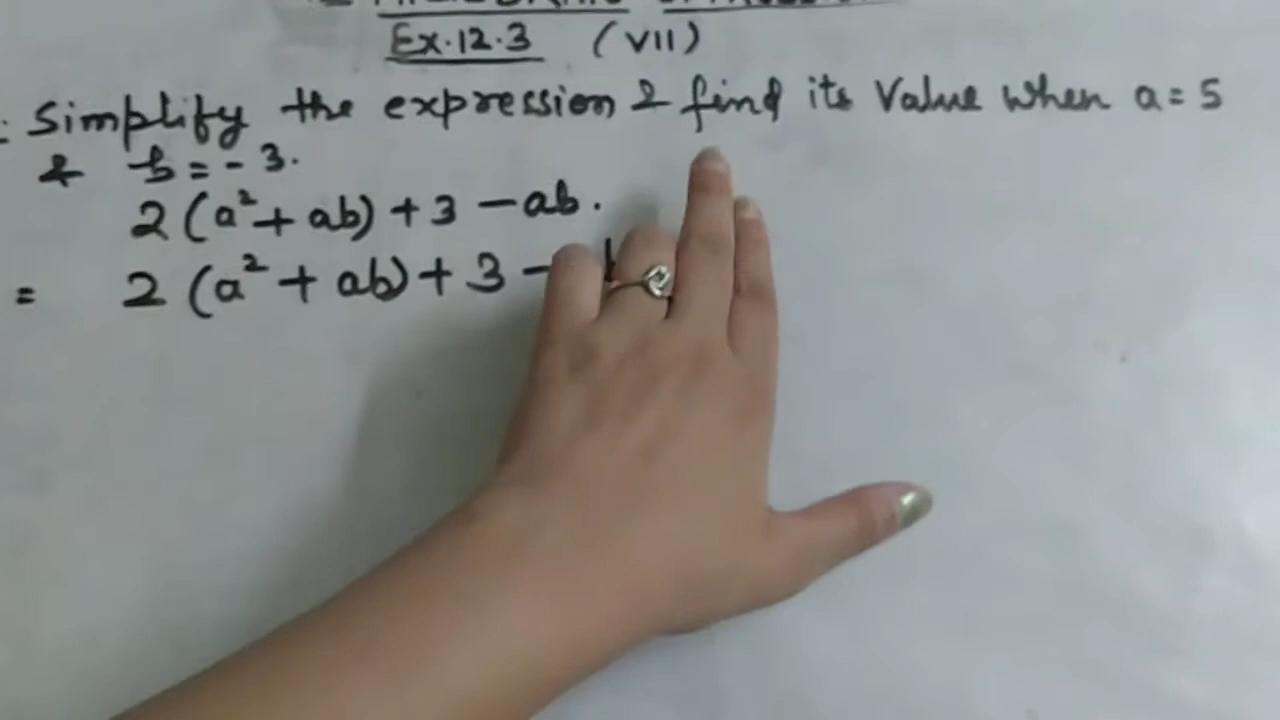 Ex.12.3 (VII)
: Simplify the expression & find its Value when a = 5
& b = - 3.
2 (a² + ab) + 3 - ab.
= 2 (a² + ab) + 3 -